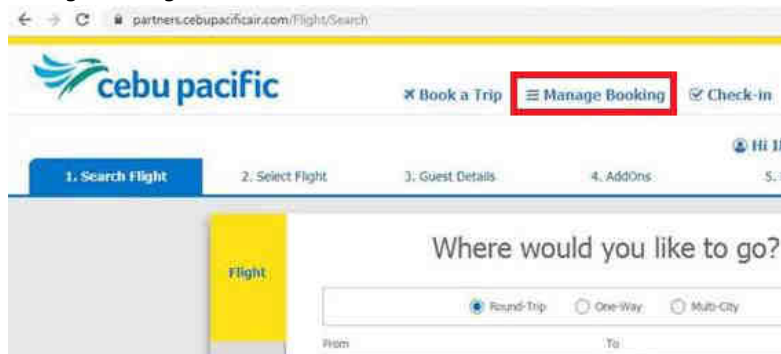 partners.cebupacificair.com/Flight/Search
cebu pacific
Book a Trip Manage Booking Check-in
Hi
1. Search Flight 2. Select Flight 3. Guest Details 4. AddOns 5.
Flight
Where would you like to go?
Round-Trip One-Way Multi-City
From To